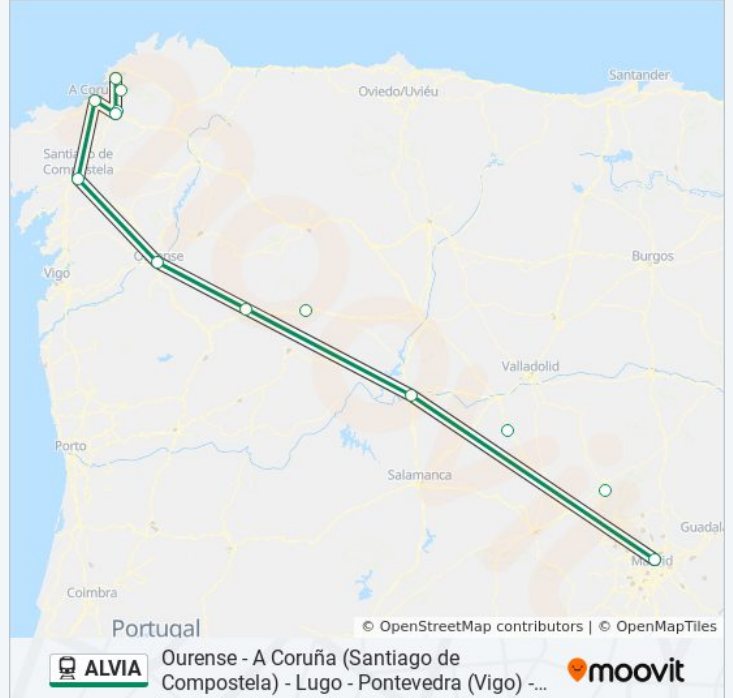 Santander
A Coru
Oviedo/Uviéu
Santiago de
Compostela
Burgos
Vigo
Valladolid
Porto
Salamanca
Guadal
Madrid
Coimbra
Portugal
© OpenStreetMap contributors | © OpenMapTiles
ALVIA
Ourense - A Coruña (Santiago de
Compostela) - Lugo - Pontevedra (Vigo) -...
moovit